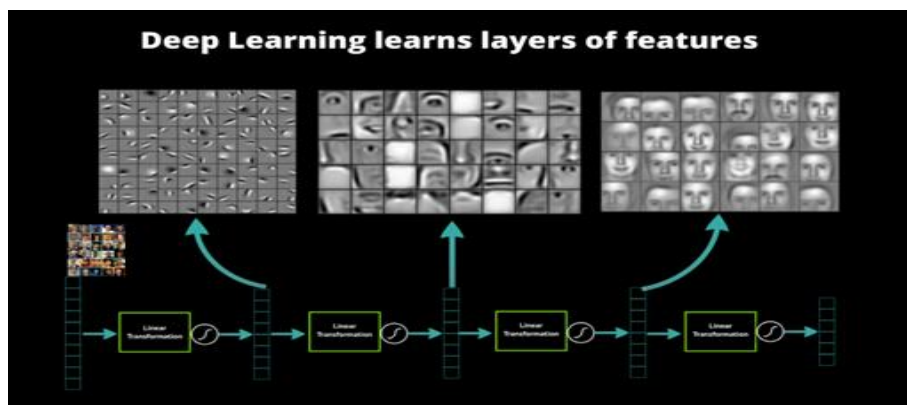 Deep Learning learns layers of features
Linear
Transformation
Linear
Transformation
Linear
Transformation
Linear
Transformation